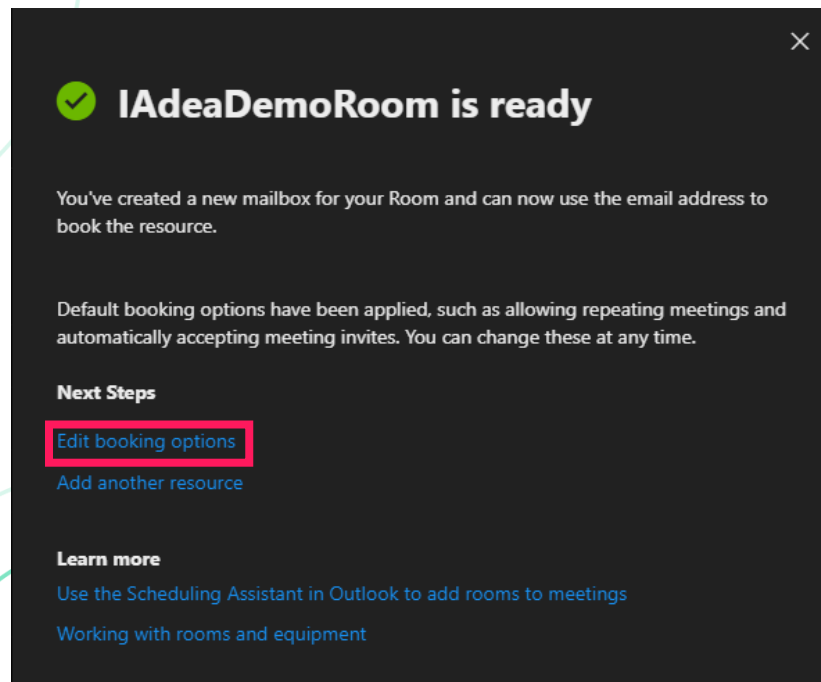 IAdeaDemoRoom is ready
You've created a new mailbox for your Room and can now use the email address to
book the resource.
Default booking options have been applied, such as allowing repeating meetings and
automatically accepting meeting invites. You can change these at any time.
Next Steps
Edit booking options
Add another resource
Learn more
Use the Scheduling Assistant in Outlook to add rooms to meetings
Working with rooms and equipment